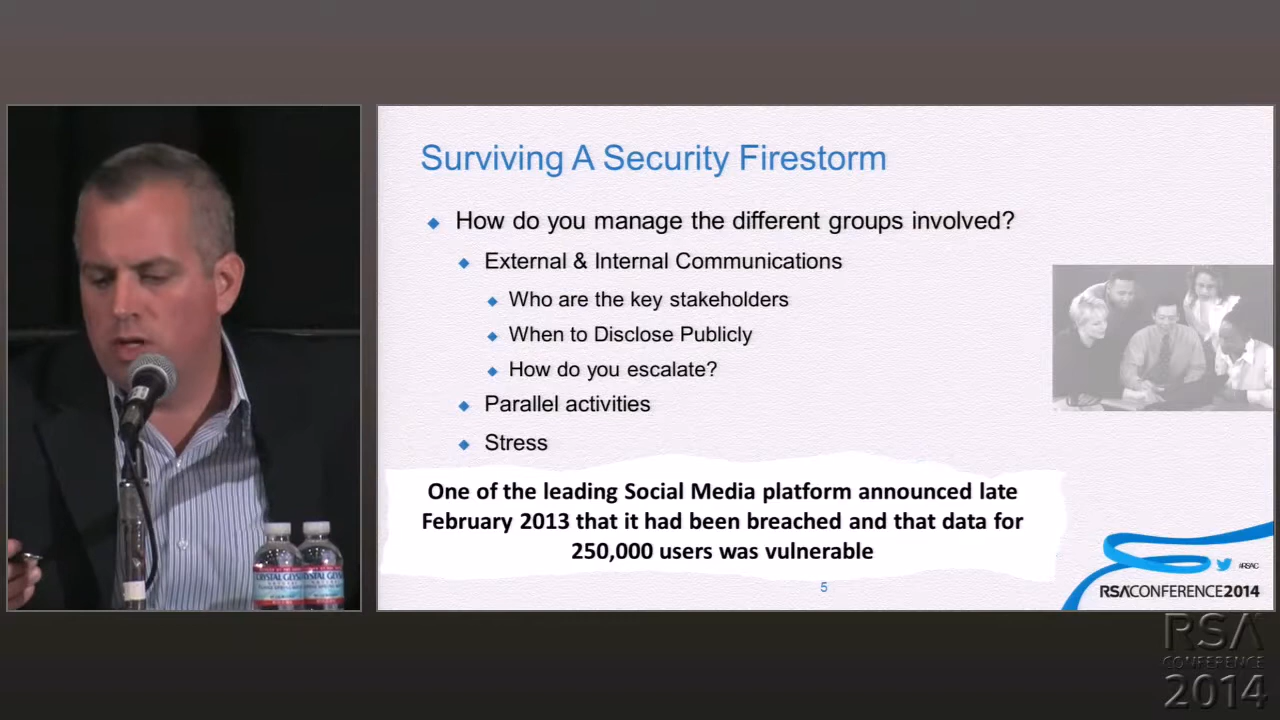 Surviving A Security Firestorm
How do you manage the different groups involved?
External & Internal Communications
Who are the key stakeholders
When to Disclose Publicly
How do you escalate?
Parallel activities
Stress
One of the leading Social Media platform announced late
February 2013 that it had been breached and that data for
250,000 users was vulnerable
5
#RSAC
RSACONFERENCE2014
CRYSTAL GEYSER
RSA
CONFERENCE
2014